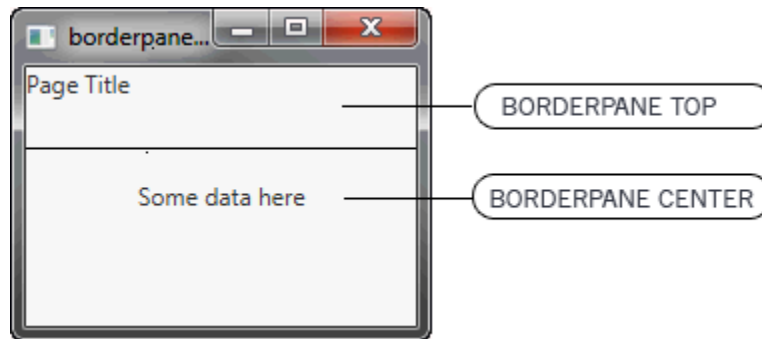 borderpane...
Page Title
BORDERPANE TOP
Some data here
BORDERPANE CENTER